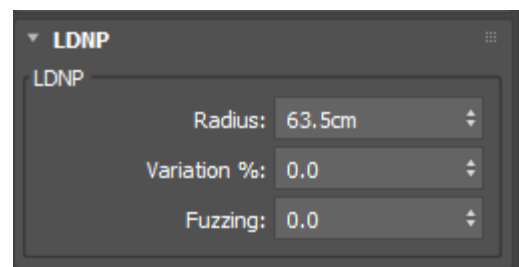 LDNP
LDNP
Radius: 63.5cm
Variation %: 0.0
Fuzzing: 0.0